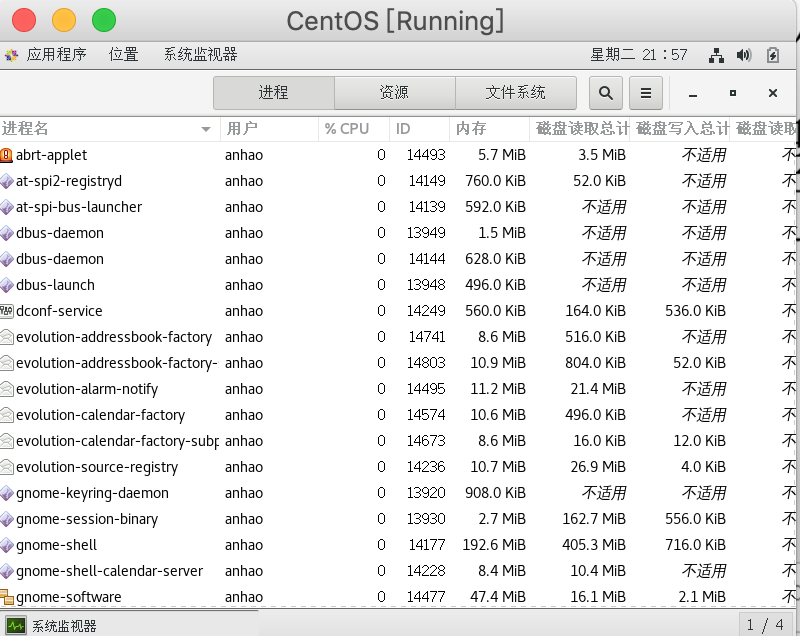 CentOS [Running]
应用程序 位置 系统监视器 星期二 21：57
进程 资源 文件系统
进程名 用户 % CPU ID 内存 磁盘读取总计 磁盘写入总计 磁盘读取
abrt-applet anhao 0 14493 5.7 MiB 3.5 MiB 不适用 不
at-spi2-registryd anhao 0 14149 760.0 KiB 52.0 KiB 不适用 不
at-spi-bus-launcher anhao 0 14139 592.0 KiB 不适用 不适用 不
dbus-daemon anhao 0 13949 1.5 MiB 不适用 不适用 不
dbus-daemon anhao 0 14144 628.0 KiB 不适用 不适用 不
dbus-launch anhao 0 13948 496.0 KiB 不适用 不适用 不
dconf-service anhao 0 14249 560.0 KiB 164.0 KiB 536.0 KiB 不
evolution-addressbook-factory anhao 0 14741 8.6 MiB 516.0 KiB 不适用 不
evolution-addressbook-factory- anhao 0 14803 10.9 MiB 804.0 KiB 52.0 KiB 不
evolution-alarm-notify anhao 0 14495 11.2 MiB 21.4 MiB 不适用 不
evolution-calendar-factory anhao 0 14574 10.6 MiB 496.0 KiB 不适用 不
evolution-calendar-factory-subp anhao 0 14673 8.6 MiB 16.0 KiB 12.0 KiB 不
evolution-source-registry anhao 0 14236 10.7 MiB 26.9 MiB 4.0 KiB 不
gnome-keyring-daemon anhao 0 13920 908.0 KiB 不适用 不适用 不
gnome-session-binary anhao 0 13930 2.7 MiB 162.7 MiB 556.0 KiB 不
gnome-shell anhao 0 14177 192.6 MiB 405.3 MiB 716.0 KiB 不
gnome-shell-calendar-server anhao 0 14228 8.4 MiB 10.4 MiB 不适用 不
gnome-software anhao 0 14477 47.4 MiB 16.1 MiB 2.1 MiB 不
系统监视器 1 / 4